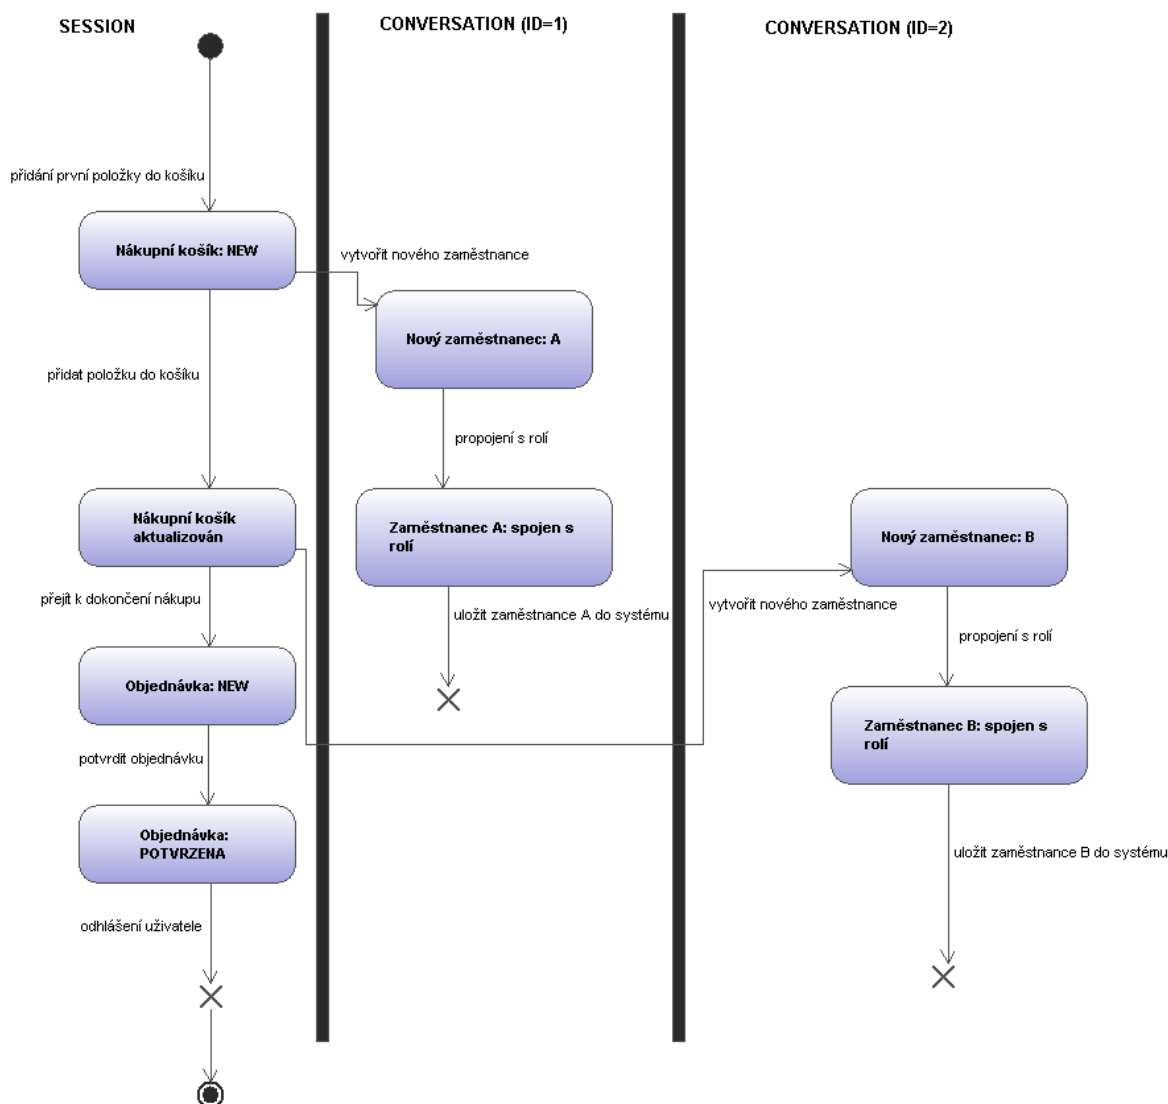 SESSION
CONVERSATION (ID=1)
CONVERSATION (ID=2)
přidání první položky do košíku
Nákupní košík: NEW
vytvořit nového zaměstnance
Nový zaměstnanec: A
přidat položku do košíku
propojení s rolí
Nákupní košík
aktualizován
Zaměstnanec A: spojen s
rolí
Nový zaměstnanec: B
přejít k dokončení nákupu
uložit zaměstnance A do systému
vytvořit nového zaměstnance
propojení s rolí
Objednávka: NEW
Zaměstnanec B: spojen s
rolí
potvrdit objednávku
Objednávka:
POTVRZENA
uložit zaměstnance B do systému
odhlášení uživatele